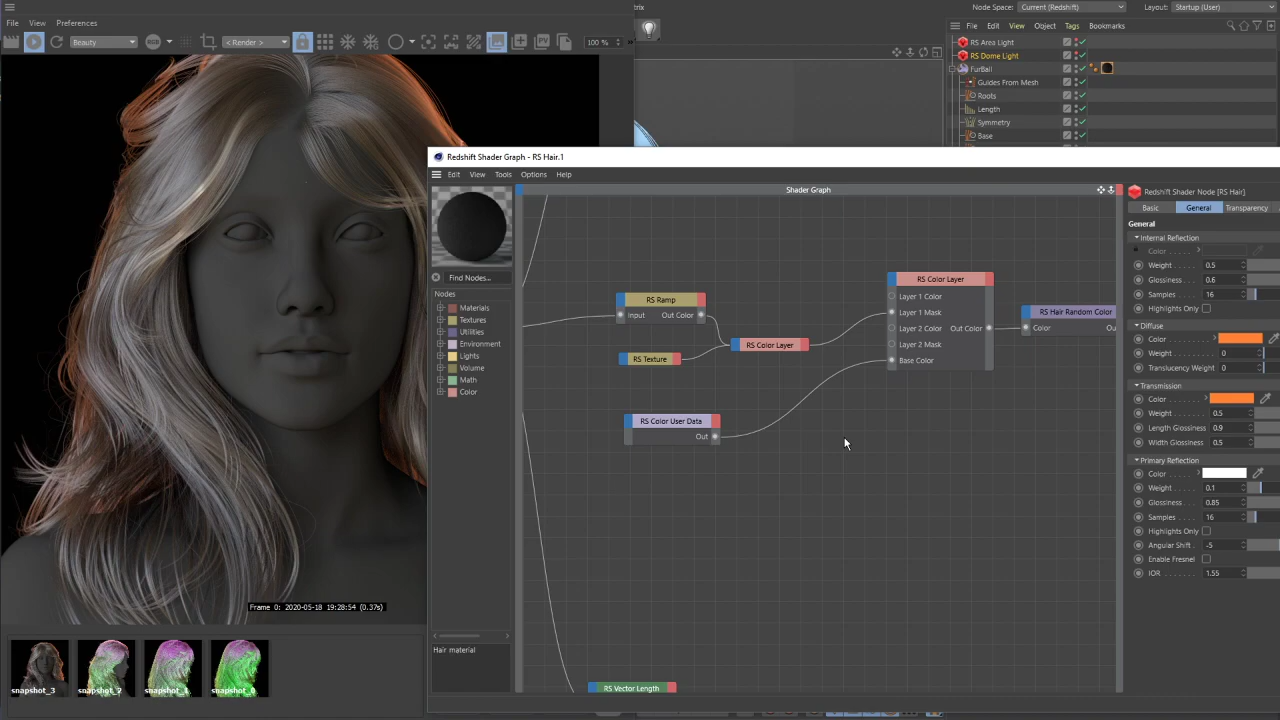 trix
Node Space: Current (Redshift) Layout: Startup (User)
File View Preferences
File Edit View Object Tags Bookmarks
Beauty RGB < Render > 100 %
RS Area Light
RS Dome Light
FurBall
Guides From Mesh
Roots
Length
Symmetry
Base
Redshift Shader Graph - RS Hair.1
Edit View Tools Options Help
Shader Graph
Find Nodes...
Nodes
Materials
Textures
Utilities
Environment
Lights
Volume
Math
Color
Hair material
RS Ramp
Input Out Color
RS Texture
RS Color Layer
RS Color User Data
Out
RS Color Layer
Layer 1 Color
Layer 1 Mask
Layer 2 Color Out Color
Layer 2 Mask
Base Color
RS Hair Random Color
Color Ou
RS Vector Length
Redshift Shader Node [RS Hair]
Basic General Transparency
General
Internal Reflection
Color
Weight . . . . 0.5
Glossiness 0.6
Samples . . 16
Highlights Only
Diffuse
Color . . . . . . . . . .
Weight . . . . . . . . 0
Translucency Weight 0
Transmission
Color . . . . . . . .
Weight . . . . . . 0.5
Length Glossiness 0.9
Width Glossiness 0.5
Primary Reflection
Color . . . . .
Weight . . . . 0.1
Glossiness . . 0.85
Samples . . . 16
Highlights Only
Angular Shift . -5
Enable Fresnel
IOR . . . . . . . 1.55
Frame 0: 2020-05-18 19:28:54 (0.37s)
snapshot_3 snapshot_2 snapshot_1 snapshot_0